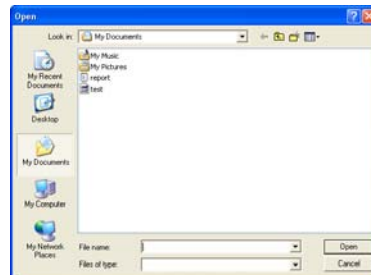 Open
Look in:
My Documents
My Recent
Documents
Desktop
My Documents
My Computer
My Network
Places
My Music
My Pictures
report
test
File name:
Open
Files of type:
Cancel